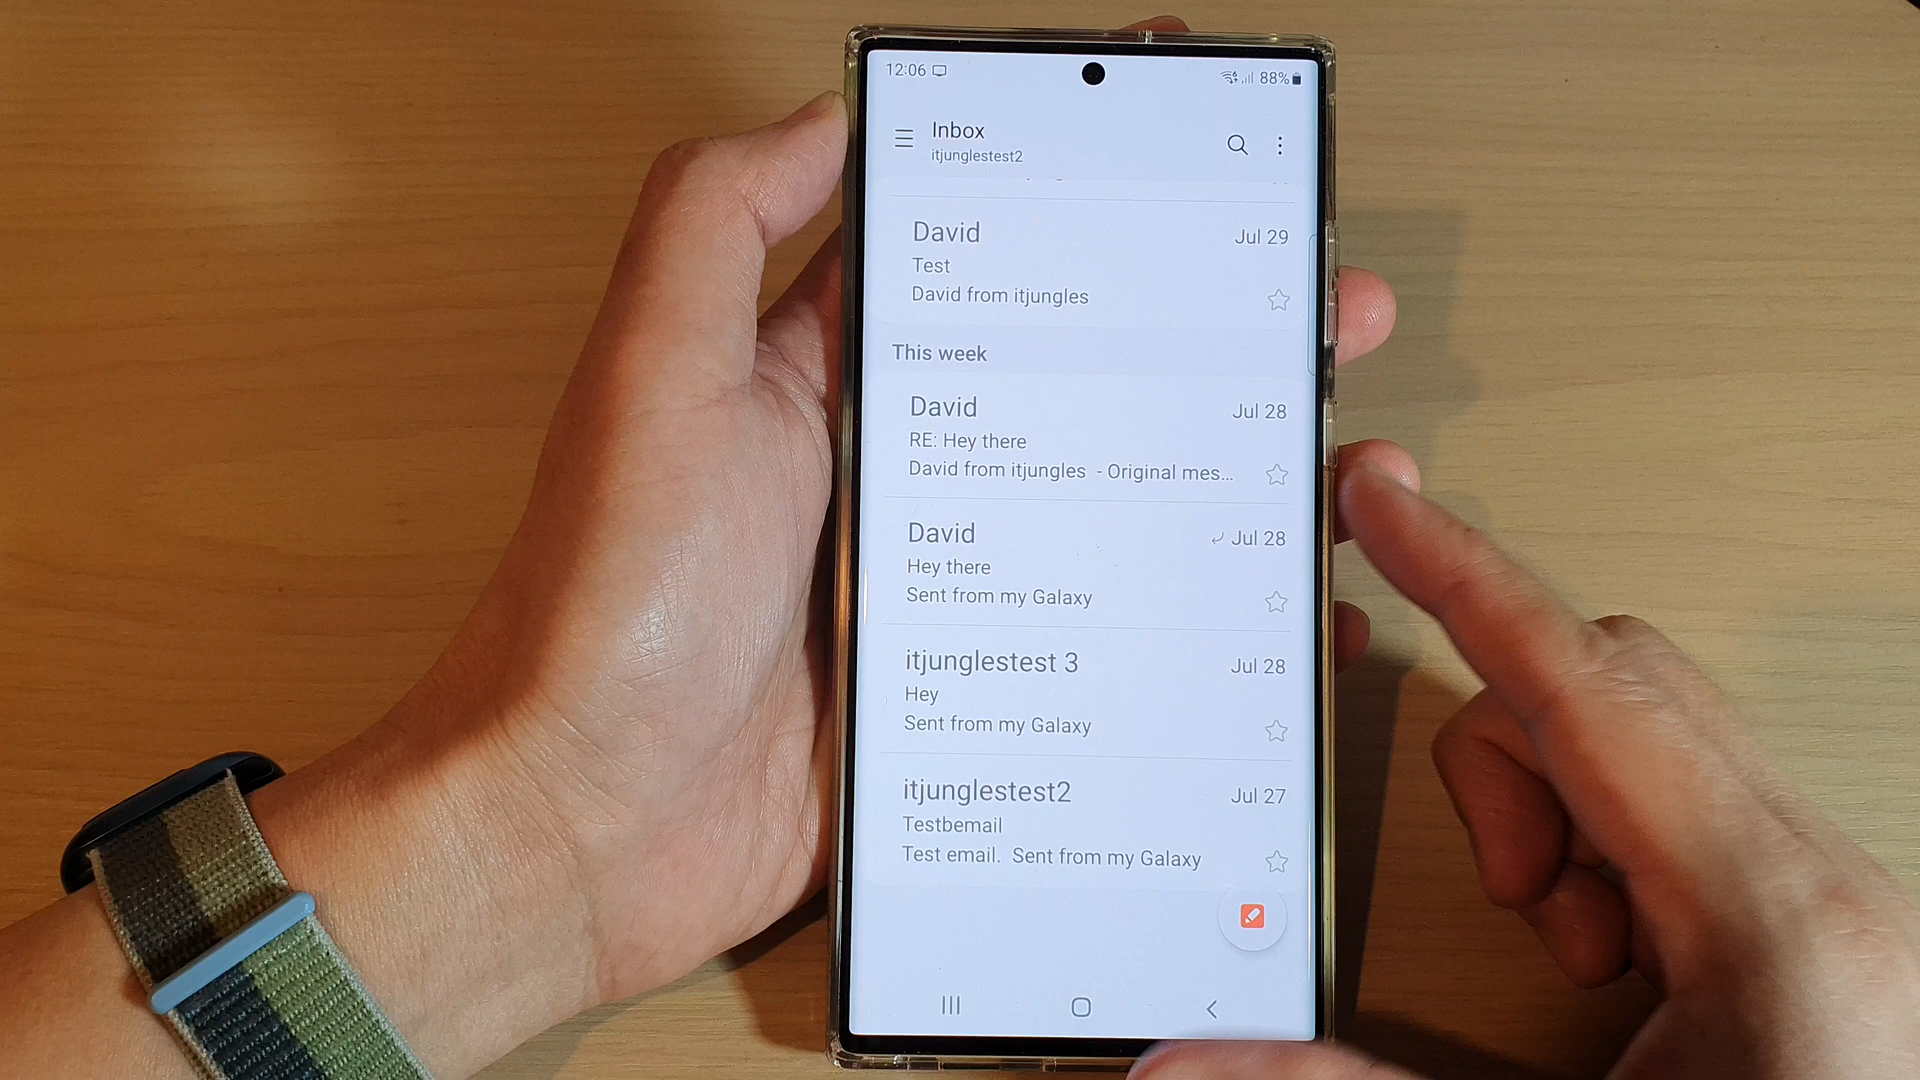 12:06 88%
Inbox
itjunglestest2
David Jul 29
Test
David from itjungles
This week
David Jul 28
RE: Hey there
David from itjungles - Original mes...
David Jul 28
Hey there
Sent from my Galaxy
itjunglestest 3 Jul 28
Hey
Sent from my Galaxy
itjunglestest2 Jul 27
Testbemail
Test email. Sent from my Galaxy